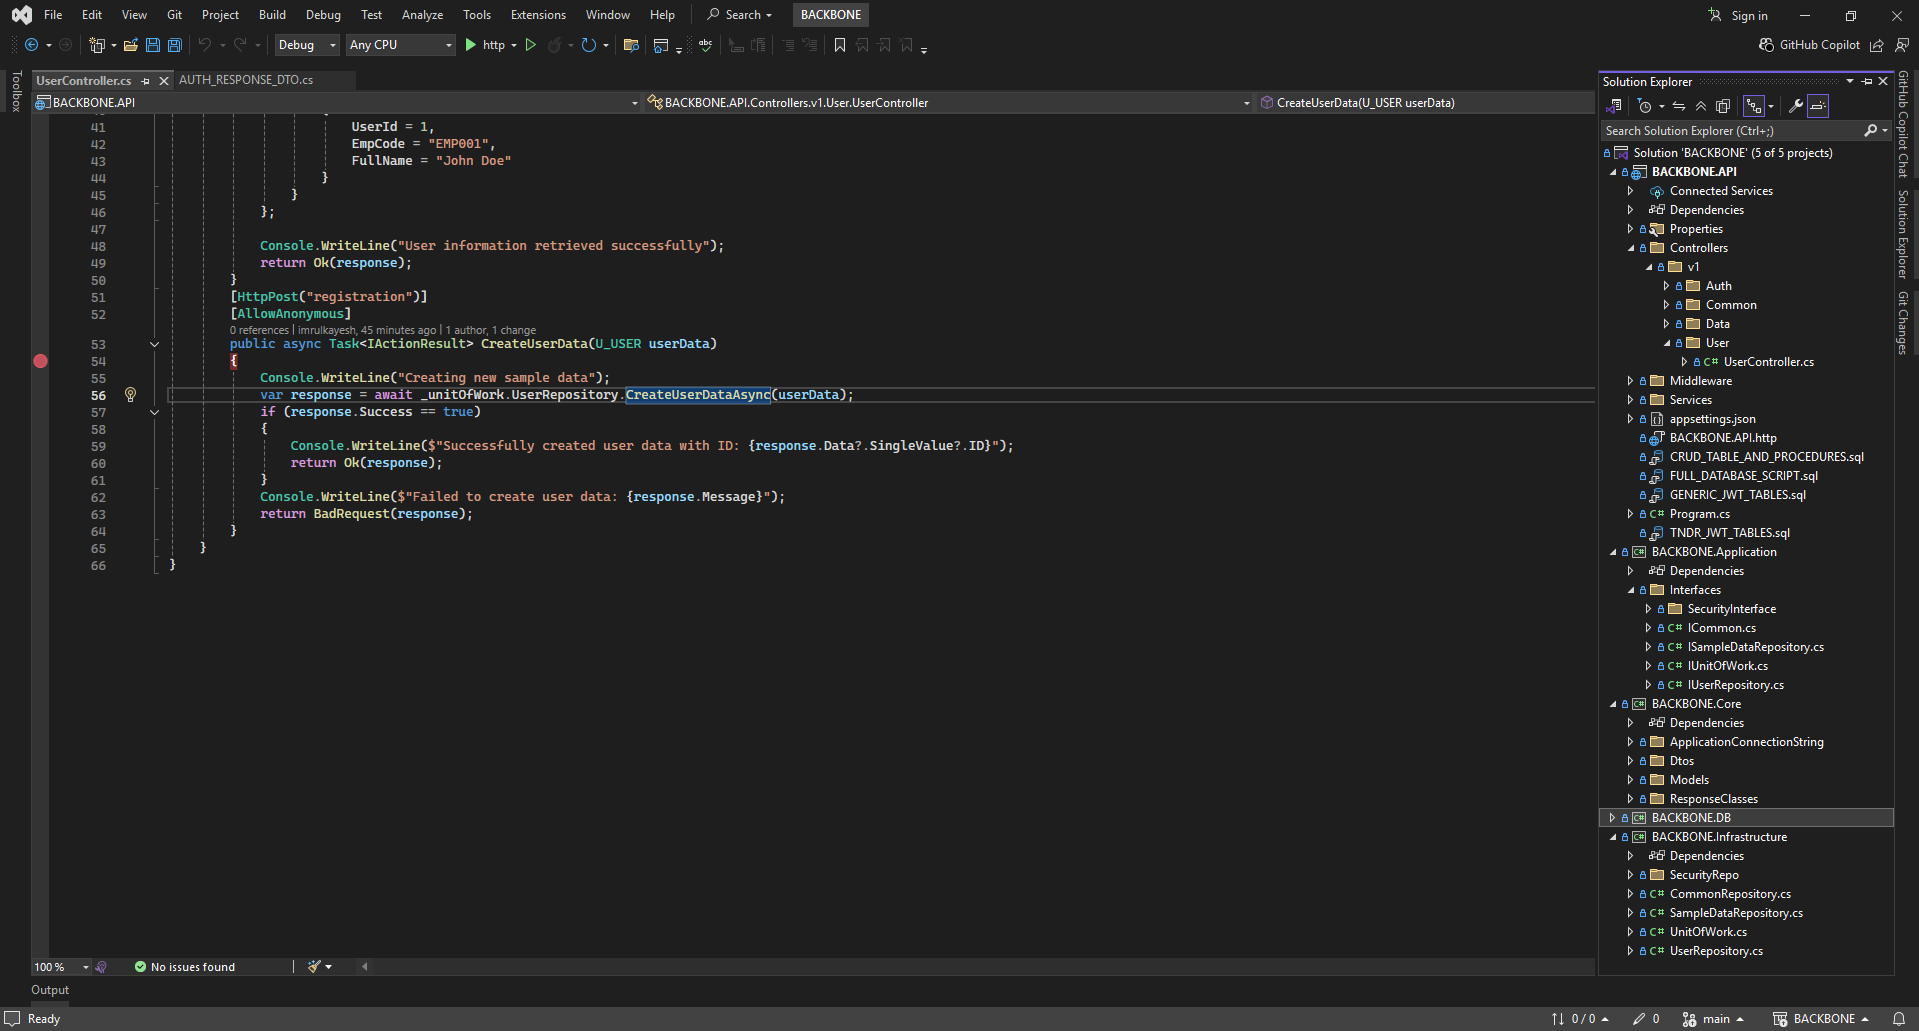 File Edit View Git Project Build Debug Test Analyze Tools Extensions Window Help Search BACKBONE Sign in
Debug Any CPU http GitHub Copilot
Toolbox
UserController.cs AUTH_RESPONSE_DTO.cs
BACKBONE.API BACKBONE.API.Controllers.v1.User.UserController CreateUserData(U_USER userData)
41 UserId = 1,
42 EmpCode = "EMP001",
43 FullName = "John Doe"
44 }
45 }
46 };
47
48 Console.WriteLine("User information retrieved successfully");
49 return Ok(response);
50 }
51 [HttpPost("registration")]
52 [AllowAnonymous]
0 references | imrulkayesh, 45 minutes ago | 1 author, 1 change
53 public async Task<IActionResult> CreateUserData(U_USER userData)
54 {
55 Console.WriteLine("Creating new sample data");
56 var response = await _unitOfWork.UserRepository.CreateUserDataAsync(userData);
57 if (response.Success == true)
58 {
59 Console.WriteLine($"Successfully created user data with ID: {response.Data?.SingleValue?.ID}");
60 return Ok(response);
61 }
62 Console.WriteLine($"Failed to create user data: {response.Message}");
63 return BadRequest(response);
64 }
65 }
66 }
100 % No issues found
Output
Solution Explorer
Search Solution Explorer (Ctrl+;)
Solution 'BACKBONE' (5 of 5 projects)
BACKBONE.API
Connected Services
Dependencies
Properties
Controllers
v1
Auth
Common
Data
User
C# UserController.cs
Middleware
Services
appsettings.json
BACKBONE.API.http
CRUD_TABLE_AND_PROCEDURES.sql
FULL_DATABASE_SCRIPT.sql
GENERIC_JWT_TABLES.sql
C# Program.cs
TNDR_JWT_TABLES.sql
C# BACKBONE.Application
Dependencies
Interfaces
SecurityInterface
C# ICommon.cs
C# ISampleDataRepository.cs
C# IUnitOfWork.cs
C# IUserRepository.cs
C# BACKBONE.Core
Dependencies
ApplicationConnectionString
Dtos
Models
ResponseClasses
C# BACKBONE.DB
C# BACKBONE.Infrastructure
Dependencies
SecurityRepo
C# CommonRepository.cs
C# SampleDataRepository.cs
C# UnitOfWork.cs
C# UserRepository.cs
GitHub Copilot Chat
Solution Explorer
Git Changes
Ready 0 / 0 0 main BACKBONE